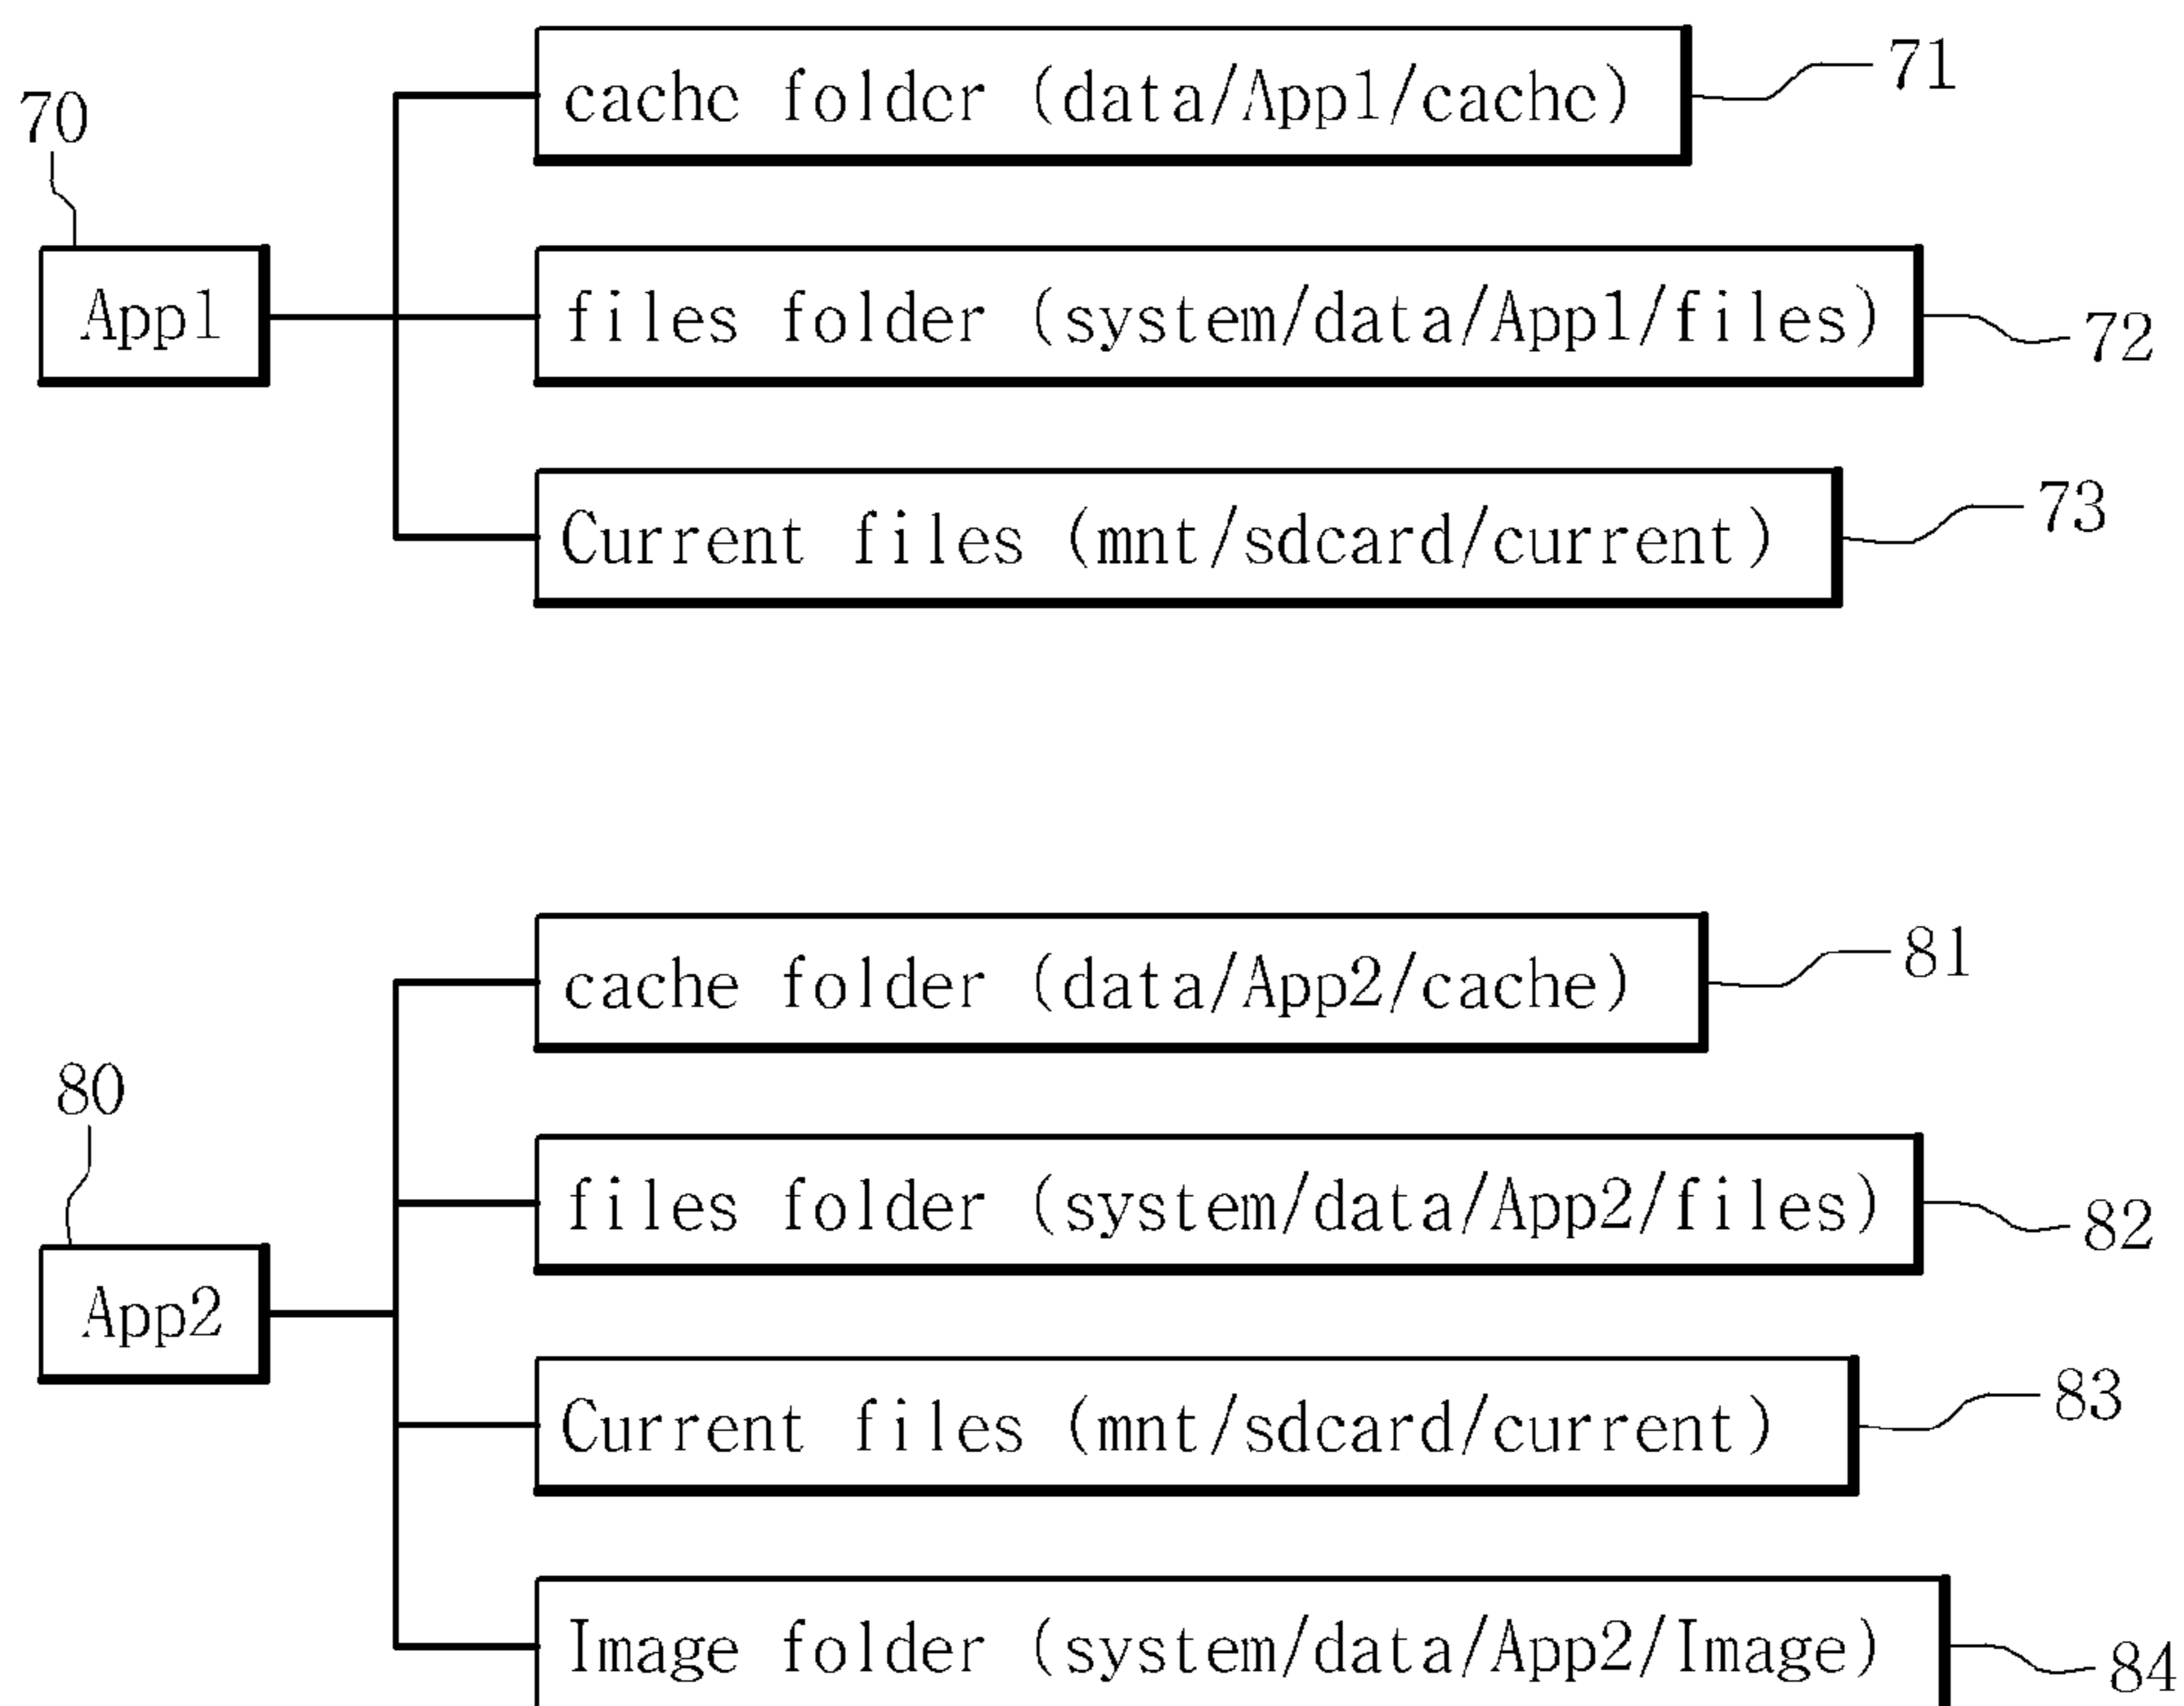 cache folder (data/App1/cache) 71
70
App1
files folder (system/data/App1/files) 72
Current files (mnt/sdcard/current) 73
cache folder (data/App2/cache) 81
80
files folder (system/data/App2/files) 82
App2
Current files (mnt/sdcard/current) 83
Image folder (system/data/App2/Image) 84